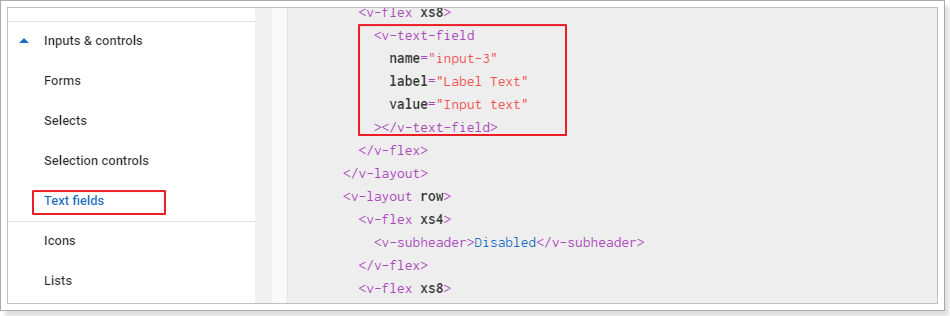 Inputs & controls
Forms
Selects
Selection controls
Text fields
Icons
Lists
<v-flex xs8>
<v-text-field
name="input-3"
label="Label Text"
value="Input text"
></v-text-field>
</v-flex>
</v-layout>
<v-layout row>
<v-flex xs4>
<v-subheader>Disabled</v-subheader>
</v-flex>
<v-flex xs8>